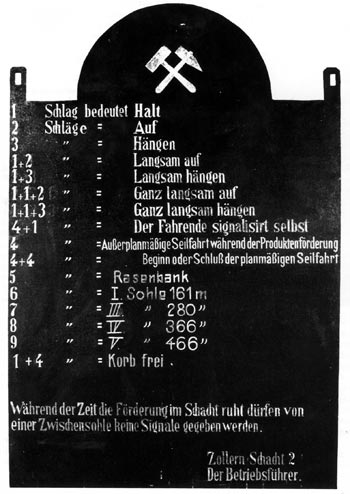 1 Schlag bedeutet Halt
2 Schläge = Auf
3 " = Hängen
1+2 " = Langsam auf
1+3 " = Langsam hängen
1+1+2 " = Ganz langsam auf
1+1+3 " = Ganz langsam hängen
4+1 " = Der Fahrende signalisirt selbst
4 " =Außerplanmäßige Seilfahrt während der Produktenförderung
4+4 " = Beginn oder Schluß der planmäßigen Seilfahrt
5 " = Rasenbank
6 " = I. Sohle 161 m
7 " = III. " 280 "
8 " = IV " 366 "
9 " = V. " 466 "
1+4 " = Korb frei.
Während der Zeit die Förderung im Schacht ruht dürfen von
einer Zwischensohle keine Signale gegeben werden.
Zollern-Schacht 2
Der Betriebsführer.